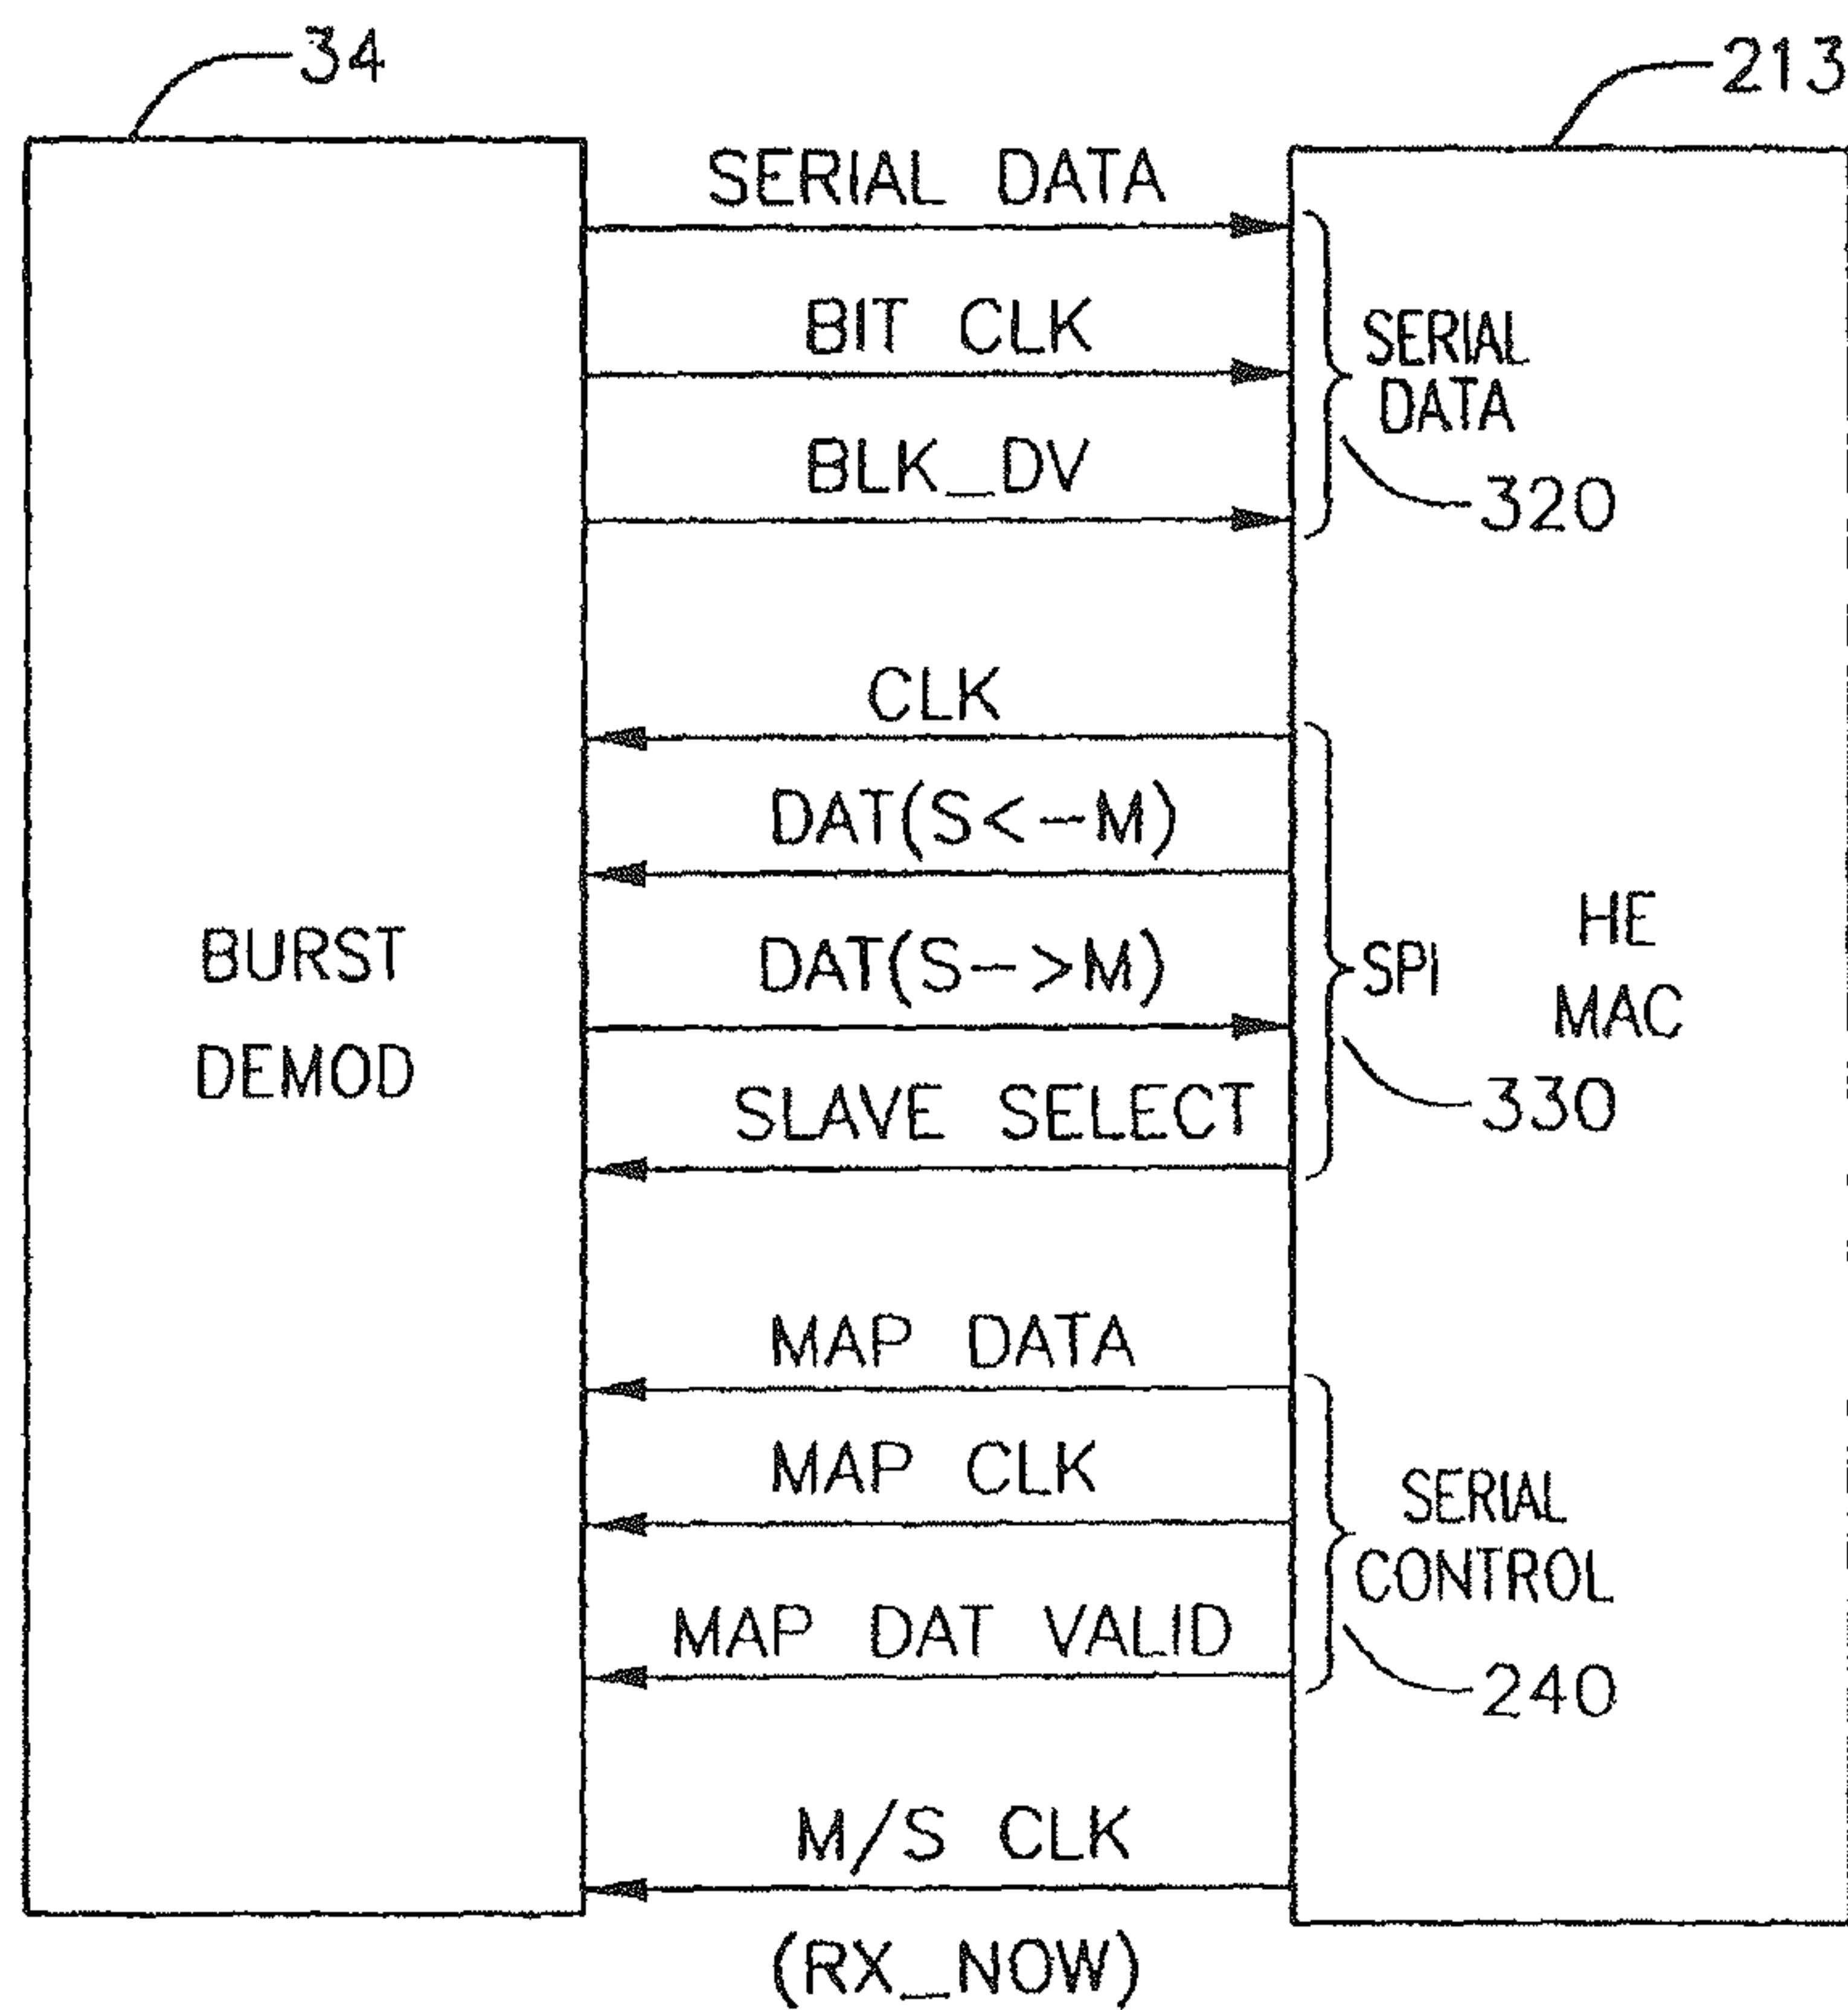 34
213
SERIAL DATA
BIT CLK
SERIAL
DATA
BLK_DV
320
CLK
DAT(S<-M)
DAT(S->M)
SPI
SLAVE SELECT
330
BURST
DEMOD
HE
MAC
MAP DATA
MAP CLK
SERIAL
CONTROL
MAP DAT VALID
240
M/S CLK
(RX_NOW)